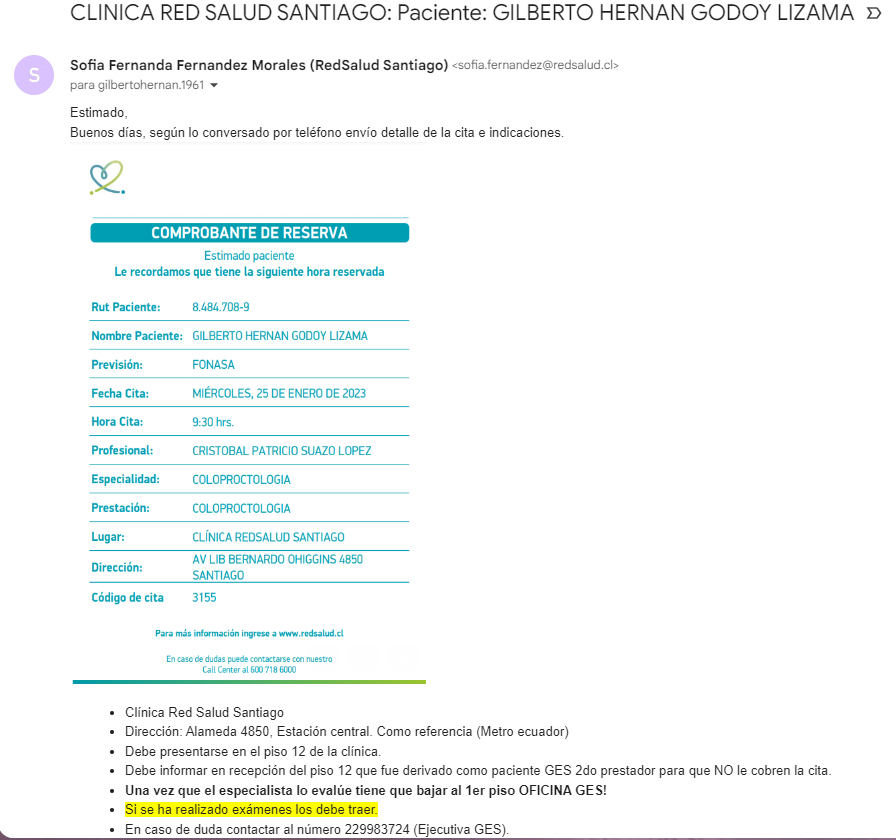 CLINICA RED SALUD SANTIAGO: Paciente: GILBERTO HERNAN GODOY LIZAMA
S
Sofia Fernanda Fernandez Morales (RedSalud Santiago) <sofia.fernandez@redsalud.cl>
para gilbertohernan.1961
Estimado,
Buenos días, según lo conversado por teléfono envío detalle de la cita e indicaciones.
COMPROBANTE DE RESERVA
Estimado paciente
Le recordamos que tiene la siguiente hora reservada
Rut Paciente: 8.484.708-9
Nombre Paciente: GILBERTO HERNAN GODOY LIZAMA
Previsión: FONASA
Fecha Cita: MIÉRCOLES, 25 DE ENERO DE 2023
Hora Cita: 9:30 hrs.
Profesional: CRISTOBAL PATRICIO SUAZO LOPEZ
Especialidad: COLOPROCTOLOGIA
Prestación: COLOPROCTOLOGIA
Lugar: CLÍNICA REDSALUD SANTIAGO
Dirección: AV LIB BERNARDO OHIGGINS 4850
SANTIAGO
Código de cita 3155
Para más información ingrese a www.redsalud.cl
En caso de dudas puede contactarse con nuestro
Call Center al 600 718 6000
• Clínica Red Salud Santiago
• Dirección: Alameda 4850, Estación central. Como referencia (Metro ecuador)
• Debe presentarse en el piso 12 de la clínica.
• Debe informar en recepción del piso 12 que fue derivado como paciente GES 2do prestador para que NO le cobren la cita.
• Una vez que el especialista lo evalúe tiene que bajar al 1er piso OFICINA GES!
• Si se ha realizado exámenes los debe traer.
• En caso de duda contactar al número 229983724 (Ejecutiva GES).